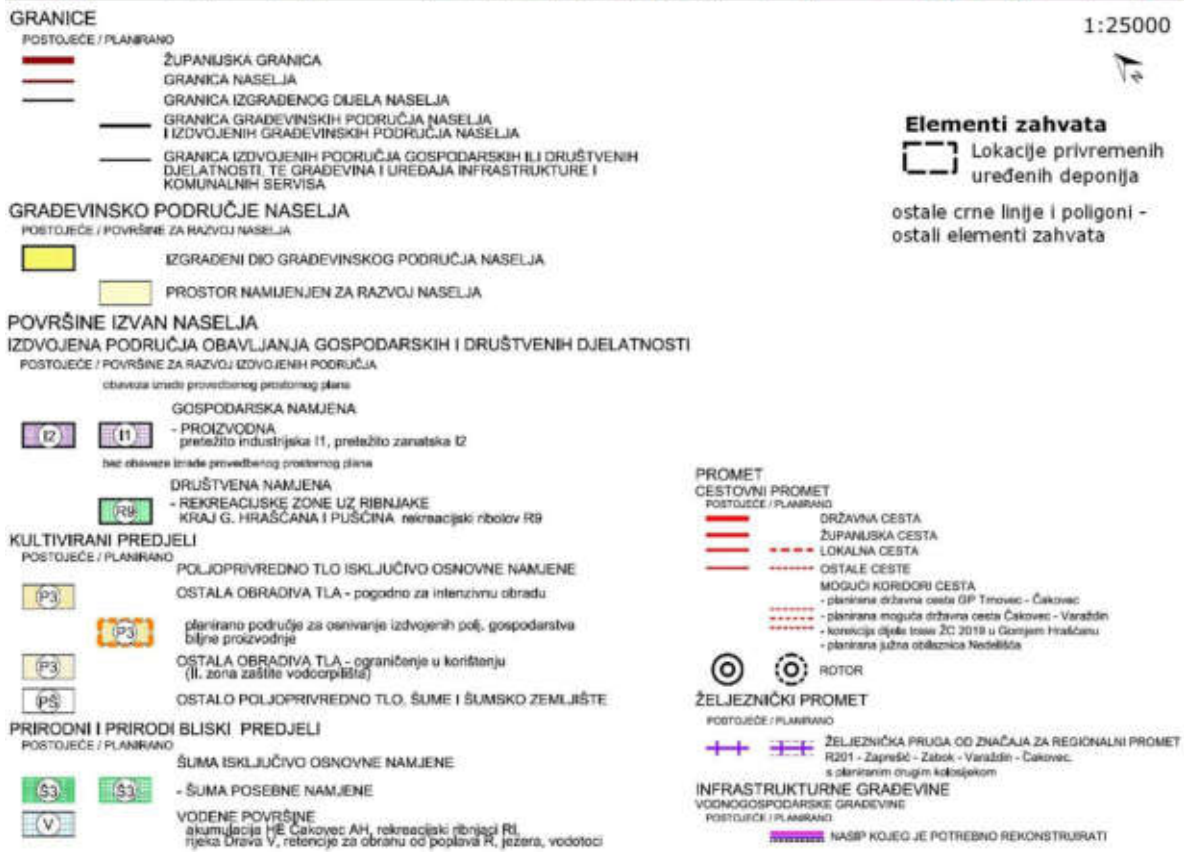 GRANICE
POSTOJEĆE / PLANIRANO
ŽUPANIJSKA GRANICA
GRANICA NASELJA
GRANICA IZGRAĐENOG DIJELA NASELJA
GRANICA GRAĐEVINSKIH PODRUČJA NASELJA
I IZDVOJENIH GRAĐEVINSKIH PODRUČJA NASELJA
GRANICA IZDVOJENIH PODRUČJA GOSPODARSKIH ILI DRUŠTVENIH
DJELATNOSTI, TE GRAĐEVINA I UREĐAJA INFRASTRUKTURE I
KOMUNALNIH SERVISA
GRAĐEVINSKO PODRUČJE NASELJA
POSTOJEĆE / POVRŠINE ZA RAZVOJ NASELJA
IZGRAĐENI DIO GRAĐEVINSKOG PODRUČJA NASELJA
PROSTOR NAMIJENJEN ZA RAZVOJ NASELJA
POVRŠINE IZVAN NASELJA
IZDVOJENA PODRUČJA OBAVLJANJA GOSPODARSKIH I DRUŠTVENIH DJELATNOSTI
POSTOJEĆE / POVRŠINE ZA RAZVOJ IZDVOJENIH PODRUČJA
obaveza izrade provedbenog prostornog plana
GOSPODARSKA NAMJENA
I2 I1 - PROIZVODNA
pretežito industrijska I1, pretežito zanatska I2
bez obaveze izrade provedbenog prostornog plana
DRUŠTVENA NAMJENA
R9 - REKREACIJSKE ZONE UZ RIBNJAKE
KRAJ G. HRAŠĆANA I PUŠĆINA rekreacijski ribolov R9
KULTIVIRANI PREDJELI
POSTOJEĆE / PLANIRANO
POLJOPRIVREDNO TLO ISKLJUČIVO OSNOVNE NAMJENE
P3 OSTALA OBRADIVA TLA - pogodno za intenzivnu obradu
P3 planirano područje za osnivanje izdvojenih polj. gospodarstva
biljne proizvodnje
P3 OSTALA OBRADIVA TLA - ograničenje u korištenju
(II. zona zaštite vodocrpilišta)
PŠ OSTALO POLJOPRIVREDNO TLO, ŠUME I ŠUMSKO ZEMLJIŠTE
PRIRODNI I PRIRODI BLISKI PREDJELI
POSTOJEĆE / PLANIRANO
ŠUMA ISKLJUČIVO OSNOVNE NAMJENE
Š3 Š3 - ŠUMA POSEBNE NAMJENE
V VODENE POVRŠINE
akumulacija HE Čakovec AH, rekreacijski ribnjaci RI,
rijeka Drava V, retencije za obranu od poplava R, jezera, vodotoci
1:25000
N
Elementi zahvata
Lokacije privremenih
uređenih deponija
ostale crne linije i poligoni -
ostali elementi zahvata
PROMET
CESTOVNI PROMET
POSTOJEĆE / PLANIRANO
DRŽAVNA CESTA
ŽUPANIJSKA CESTA
LOKALNA CESTA
OSTALE CESTE
MOGUĆI KORIDORI CESTA
- planirana državna cesta GP Trnovec - Čakovec
- planirana moguća državna cesta Čakovec - Varaždin
- korekcija dijela trase ŽC 2019 u Gornjem Hrašćanu
- planirana južna obilaznica Nedelišća
ROTOR
ŽELJEZNIČKI PROMET
POSTOJEĆE / PLANIRANO
ŽELJEZNIČKA PRUGA OD ZNAČAJA ZA REGIONALNI PROMET
R201 - Zaprešić - Zabok - Varaždin - Čakovec.
s planiranim drugim kolosijekom
INFRASTRUKTURNE GRAĐEVINE
VODNOGOSPODARSKE GRAĐEVINE
POSTOJEĆE / PLANIRANO
NASIP KOJEG JE POTREBNO REKONSTRUIRATI